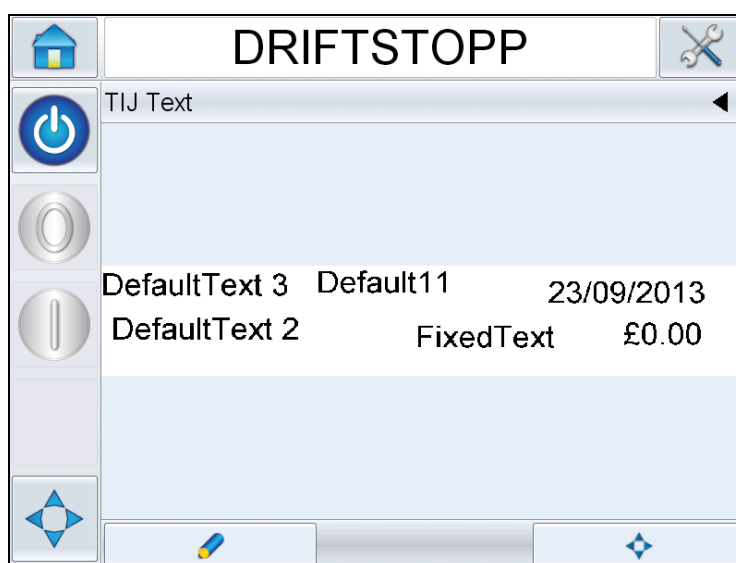 DRIFTSTOPP
TIJ Text
DefaultText 3 Default11 23/09/2013
DefaultText 2 FixedText £0.00